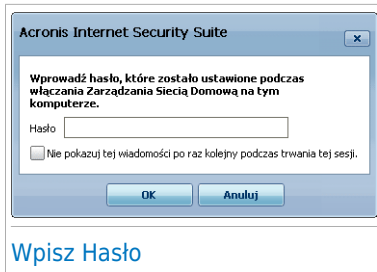 Acronis Internet Security Suite
Wprowadź hasło, które zostało ustawione podczas
włączania Zarządzania Siecią Domową na tym
komputerze.
Hasło
Nie pokazuj tej wiadomości po raz kolejny podczas trwania tej sesji.
OK Anuluj
Wpisz Hasło